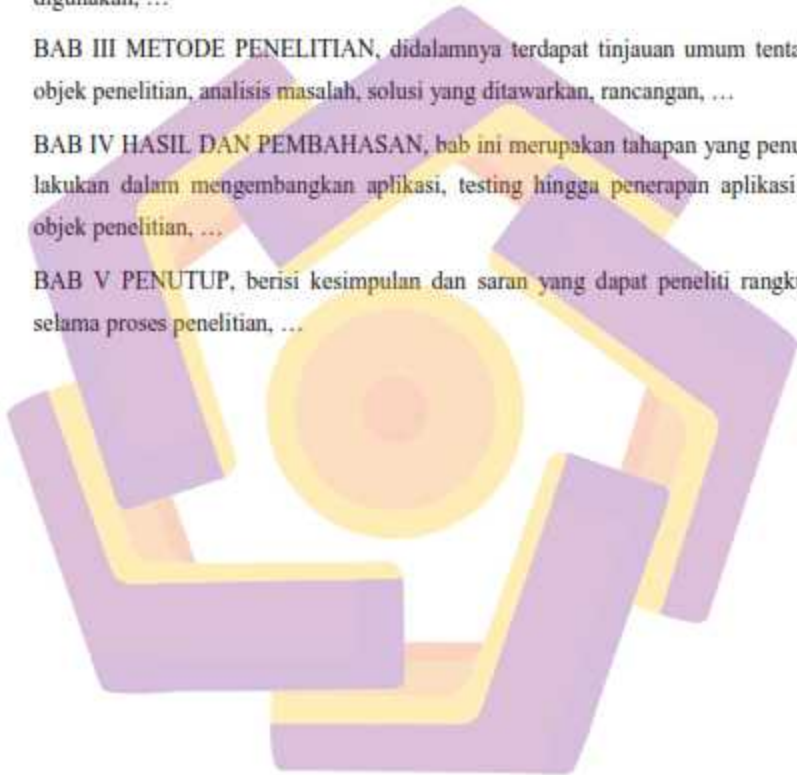 digunakan, …
BAB III METODE PENELITIAN, didalamnya terdapat tinjauan umum tenta
objek penelitian, analisis masalah, solusi yang ditawarkan, rancangan, …
BAB IV HASIL DAN PEMBAHASAN, bab ini merupakan tahapan yang penu
lakukan dalam mengembangkan aplikasi, testing hingga penerapan aplikasi
objek penelitian, …
BAB V PENUTUP, berisi kesimpulan dan saran yang dapat peneliti rangku
selama proses penelitian, …